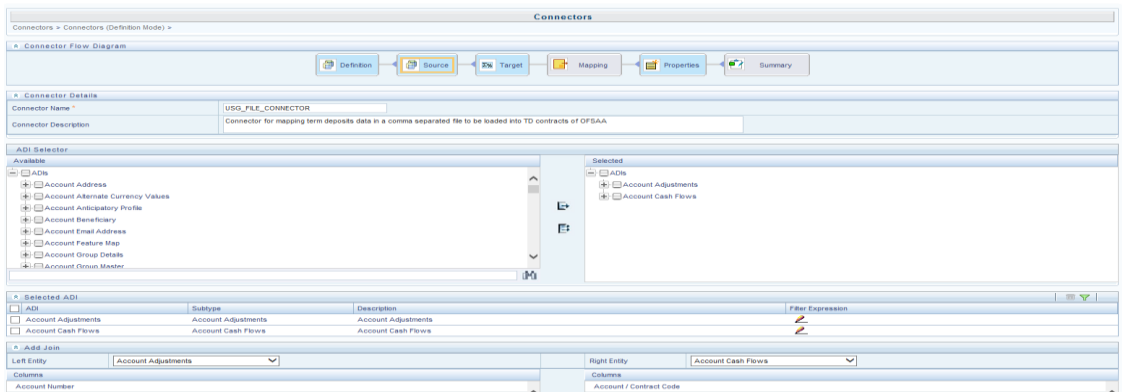 Connectors
Connectors > Connectors (Definition Mode) >
Connector Flow Diagram
Definition Source Target Mapping Properties Summary
Connector Details
Connector Name * USG_FILE_CONNECTOR
Connector Description Connector for mapping term deposits data in a comma separated file to be loaded into TD contracts of OFSAA
ADI Selector
Available Selected
ADIs ADIs
Account Address Account Adjustments
Account Alternate Currency Values Account Cash Flows
Account Anticipatory Profile
Account Beneficiary
Account Email Address
Account Feature Map
Account Group Details
Account Group Master
Selected ADI
ADI Subtype Description Filter Expression
Account Adjustments Account Adjustments Account Adjustments
Account Cash Flows Account Cash Flows Account Cash Flows
Add Join
Left Entity Account Adjustments Right Entity Account Cash Flows
Columns Columns
Account Number Account / Contract Code